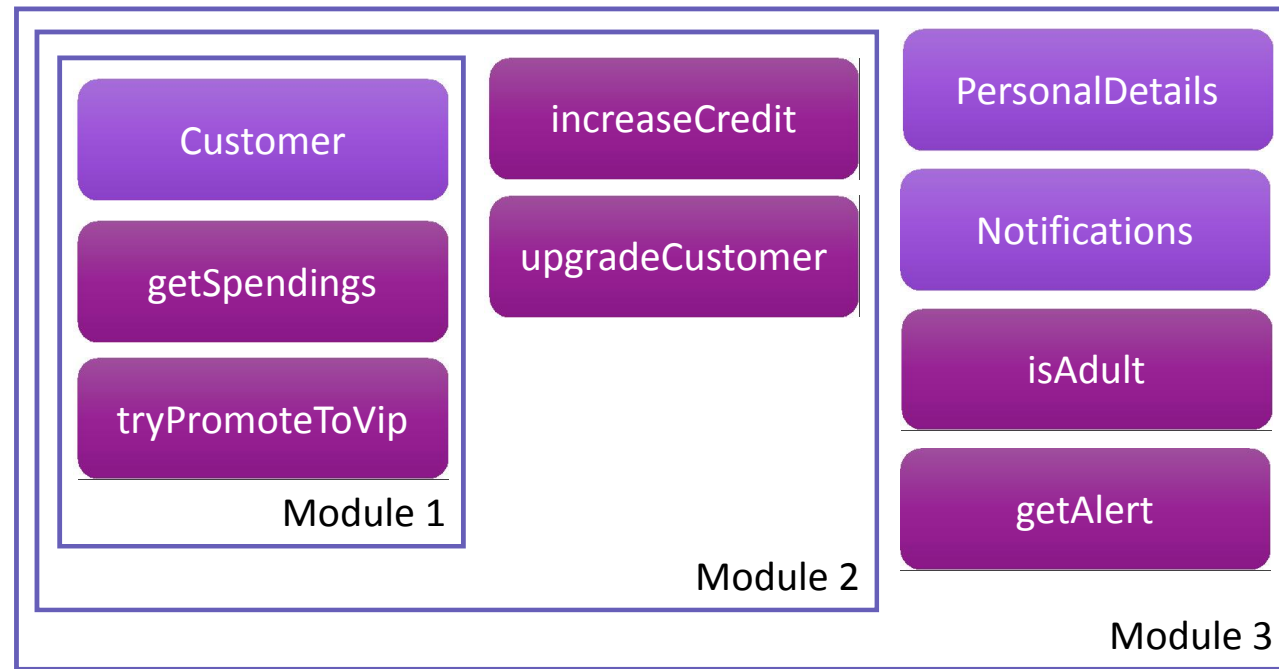 Customer
getSpendings
tryPromoteToVip
Module 1
increaseCredit
upgradeCustomer
Module 2
PersonalDetails
Notifications
isAdult
getAlert
Module 3